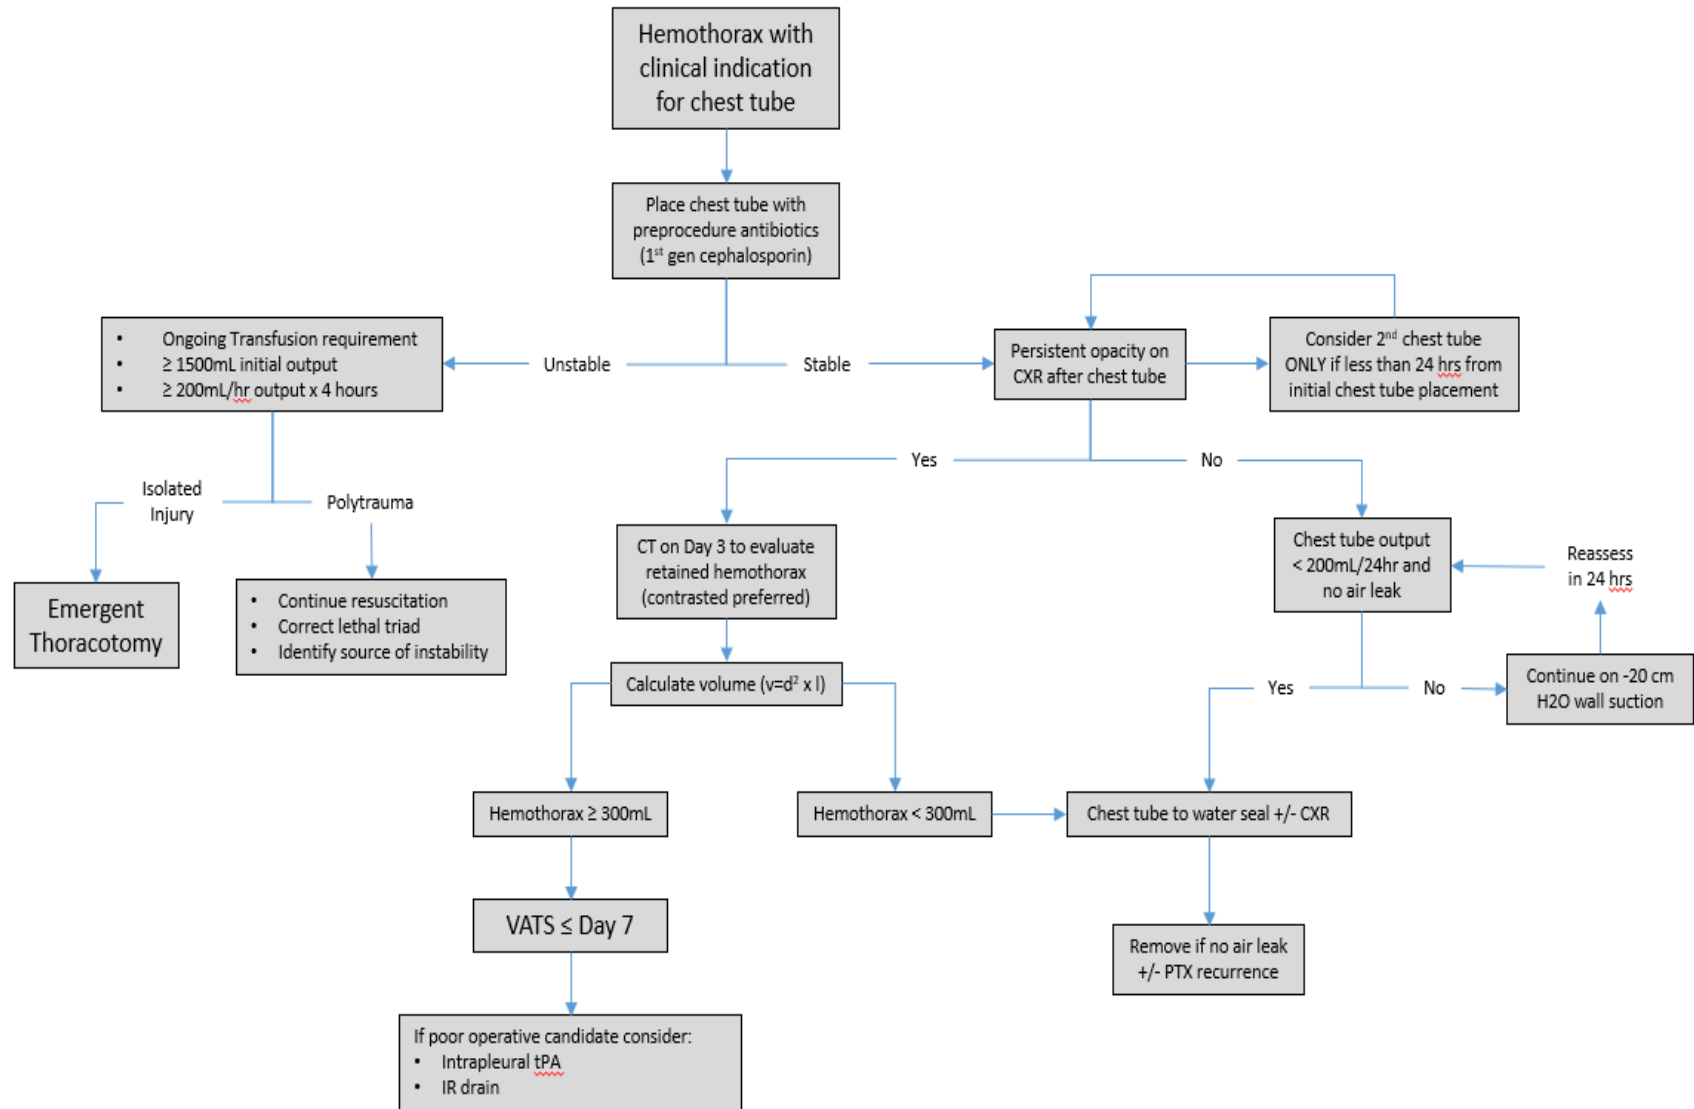 Hemothorax with
clinical indication
for chest tube
Place chest tube with
preprocedure antibiotics
(1st gen cephalosporin)
• Ongoing Transfusion requirement
• ≥ 1500mL initial output
• ≥ 200mL/hr output x 4 hours
Unstable
Stable
Persistent opacity on
CXR after chest tube
Consider 2nd chest tube
ONLY if less than 24 hrs from
initial chest tube placement
Isolated
Injury
Polytrauma
Yes
No
Emergent
Thoracotomy
• Continue resuscitation
• Correct lethal triad
• Identify source of instability
CT on Day 3 to evaluate
retained hemothorax
(contrasted preferred)
Chest tube output
< 200mL/24hr and
no air leak
Reassess
in 24 hrs
Calculate volume (v=d² x l)
Yes
No
Continue on -20 cm
H2O wall suction
Hemothorax ≥ 300mL
Hemothorax < 300mL
Chest tube to water seal +/- CXR
VATS ≤ Day 7
Remove if no air leak
+/- PTX recurrence
If poor operative candidate consider:
• Intrapleural tPA
• IR drain